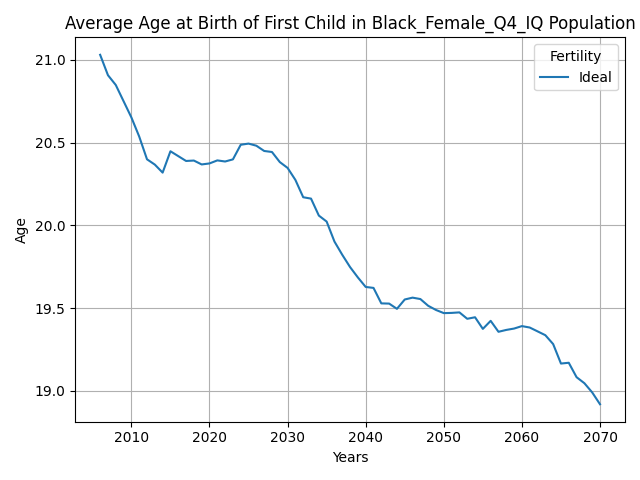 Average Age at Birth of First Child in Black_Female_Q4_IQ Population
Fertility
Ideal
Age
21.0
20.5
20.0
19.5
19.0
2010 2020 2030 2040 2050 2060 2070
Years